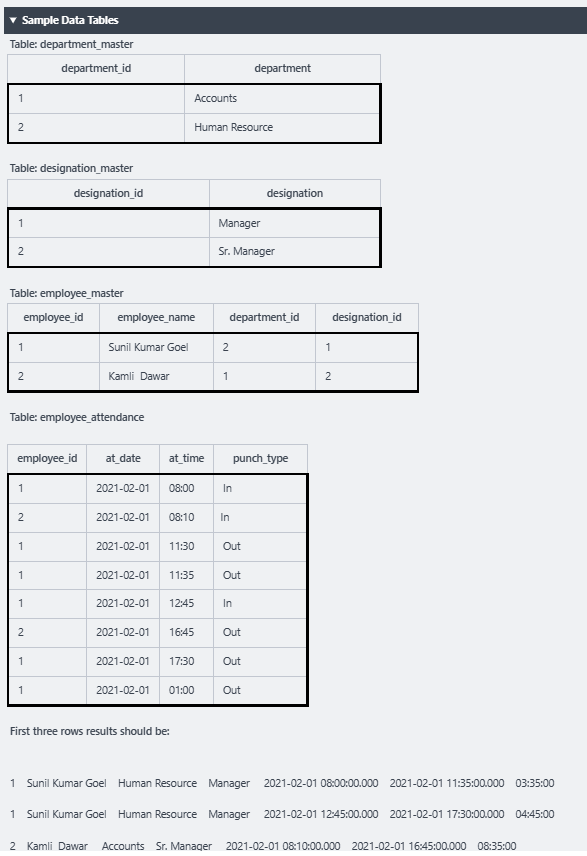 ▼ Sample Data Tables
Table: department_master
department_id department
1 Accounts
2 Human Resource
Table: designation_master
designation_id designation
1 Manager
2 Sr. Manager
Table: employee_master
employee_id employee_name department_id designation_id
1 Sunil Kumar Goel 2 1
2 Kamli Dawar 1 2
Table: employee_attendance
employee_id at_date at_time punch_type
1 2021-02-01 08:00 In
2 2021-02-01 08:10 In
1 2021-02-01 11:30 Out
1 2021-02-01 11:35 Out
1 2021-02-01 12:45 In
2 2021-02-01 16:45 Out
1 2021-02-01 17:30 Out
1 2021-02-01 01:00 Out
First three rows results should be:
1 Sunil Kumar Goel Human Resource Manager 2021-02-01 08:00:00.000 2021-02-01 11:35:00.000 03:35:00
1 Sunil Kumar Goel Human Resource Manager 2021-02-01 12:45:00.000 2021-02-01 17:30:00.000 04:45:00
2 Kamli Dawar Accounts Sr. Manager 2021-02-01 08:10:00.000 2021-02-01 16:45:00.000 08:35:00